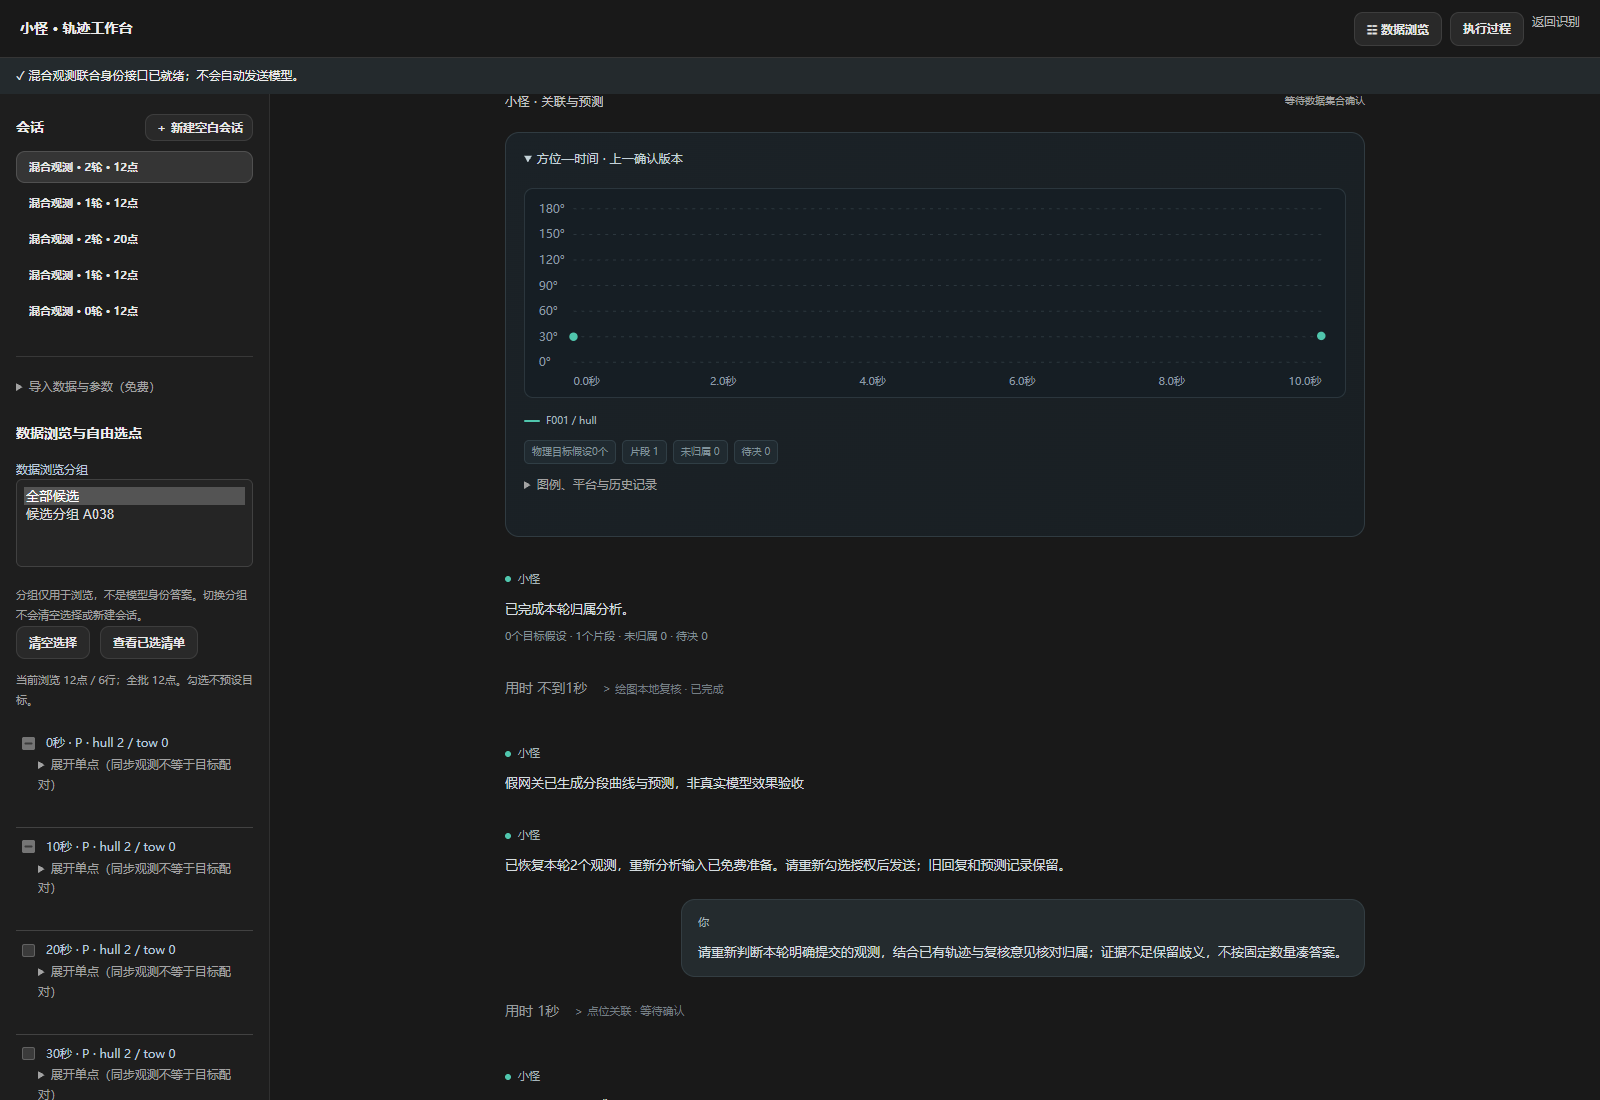 小怪 • 轨迹工作台
☷ 数据浏览
执行过程
返回识别
✓ 混合观测联合身份接口已就绪；不会自动发送模型。
会话
+ 新建空白会话
混合观测 • 2轮 • 12点
混合观测 • 1轮 • 12点
混合观测 • 2轮 • 20点
混合观测 • 1轮 • 12点
混合观测 • 0轮 • 12点
▶ 导入数据与参数（免费）
数据浏览与自由选点
数据浏览分组
全部候选
候选分组 A038
分组仅用于浏览，不是模型身份答案。切换分组
不会清空选择或新建会话。
清空选择
查看已选清单
当前浏览 12点 / 6行；全批 12点。勾选不预设目
标。
0秒 · P · hull 2 / tow 0
▶ 展开单点（同步观测不等于目标配
对）
10秒 · P · hull 2 / tow 0
▶ 展开单点（同步观测不等于目标配
对）
20秒 · P · hull 2 / tow 0
▶ 展开单点（同步观测不等于目标配
对）
30秒 · P · hull 2 / tow 0
▶ 展开单点（同步观测不等于目标配
对）
小怪 · 关联与预测
等待数据集合确认
▼ 方位—时间 · 上一确认版本
180°
150°
120°
90°
60°
30°
0°
0.0秒
2.0秒
4.0秒
6.0秒
8.0秒
10.0秒
F001 / hull
物理目标假设0个
片段 1
未归属 0
待决 0
▶ 图例、平台与历史记录
小怪
已完成本轮归属分析。
0个目标假设 · 1个片段 · 未归属 0 · 待决 0
用时 不到1秒 > 绘图本地复核 · 已完成
小怪
假网关已生成分段曲线与预测，非真实模型效果验收
小怪
已恢复本轮2个观测，重新分析输入已免费准备。请重新勾选授权后发送；旧回复和预测记录保留。
你
请重新判断本轮明确提交的观测，结合已有轨迹与复核意见核对归属；证据不足保留歧义，不按固定数量凑答案。
用时 1秒 > 点位关联 · 等待确认
小怪